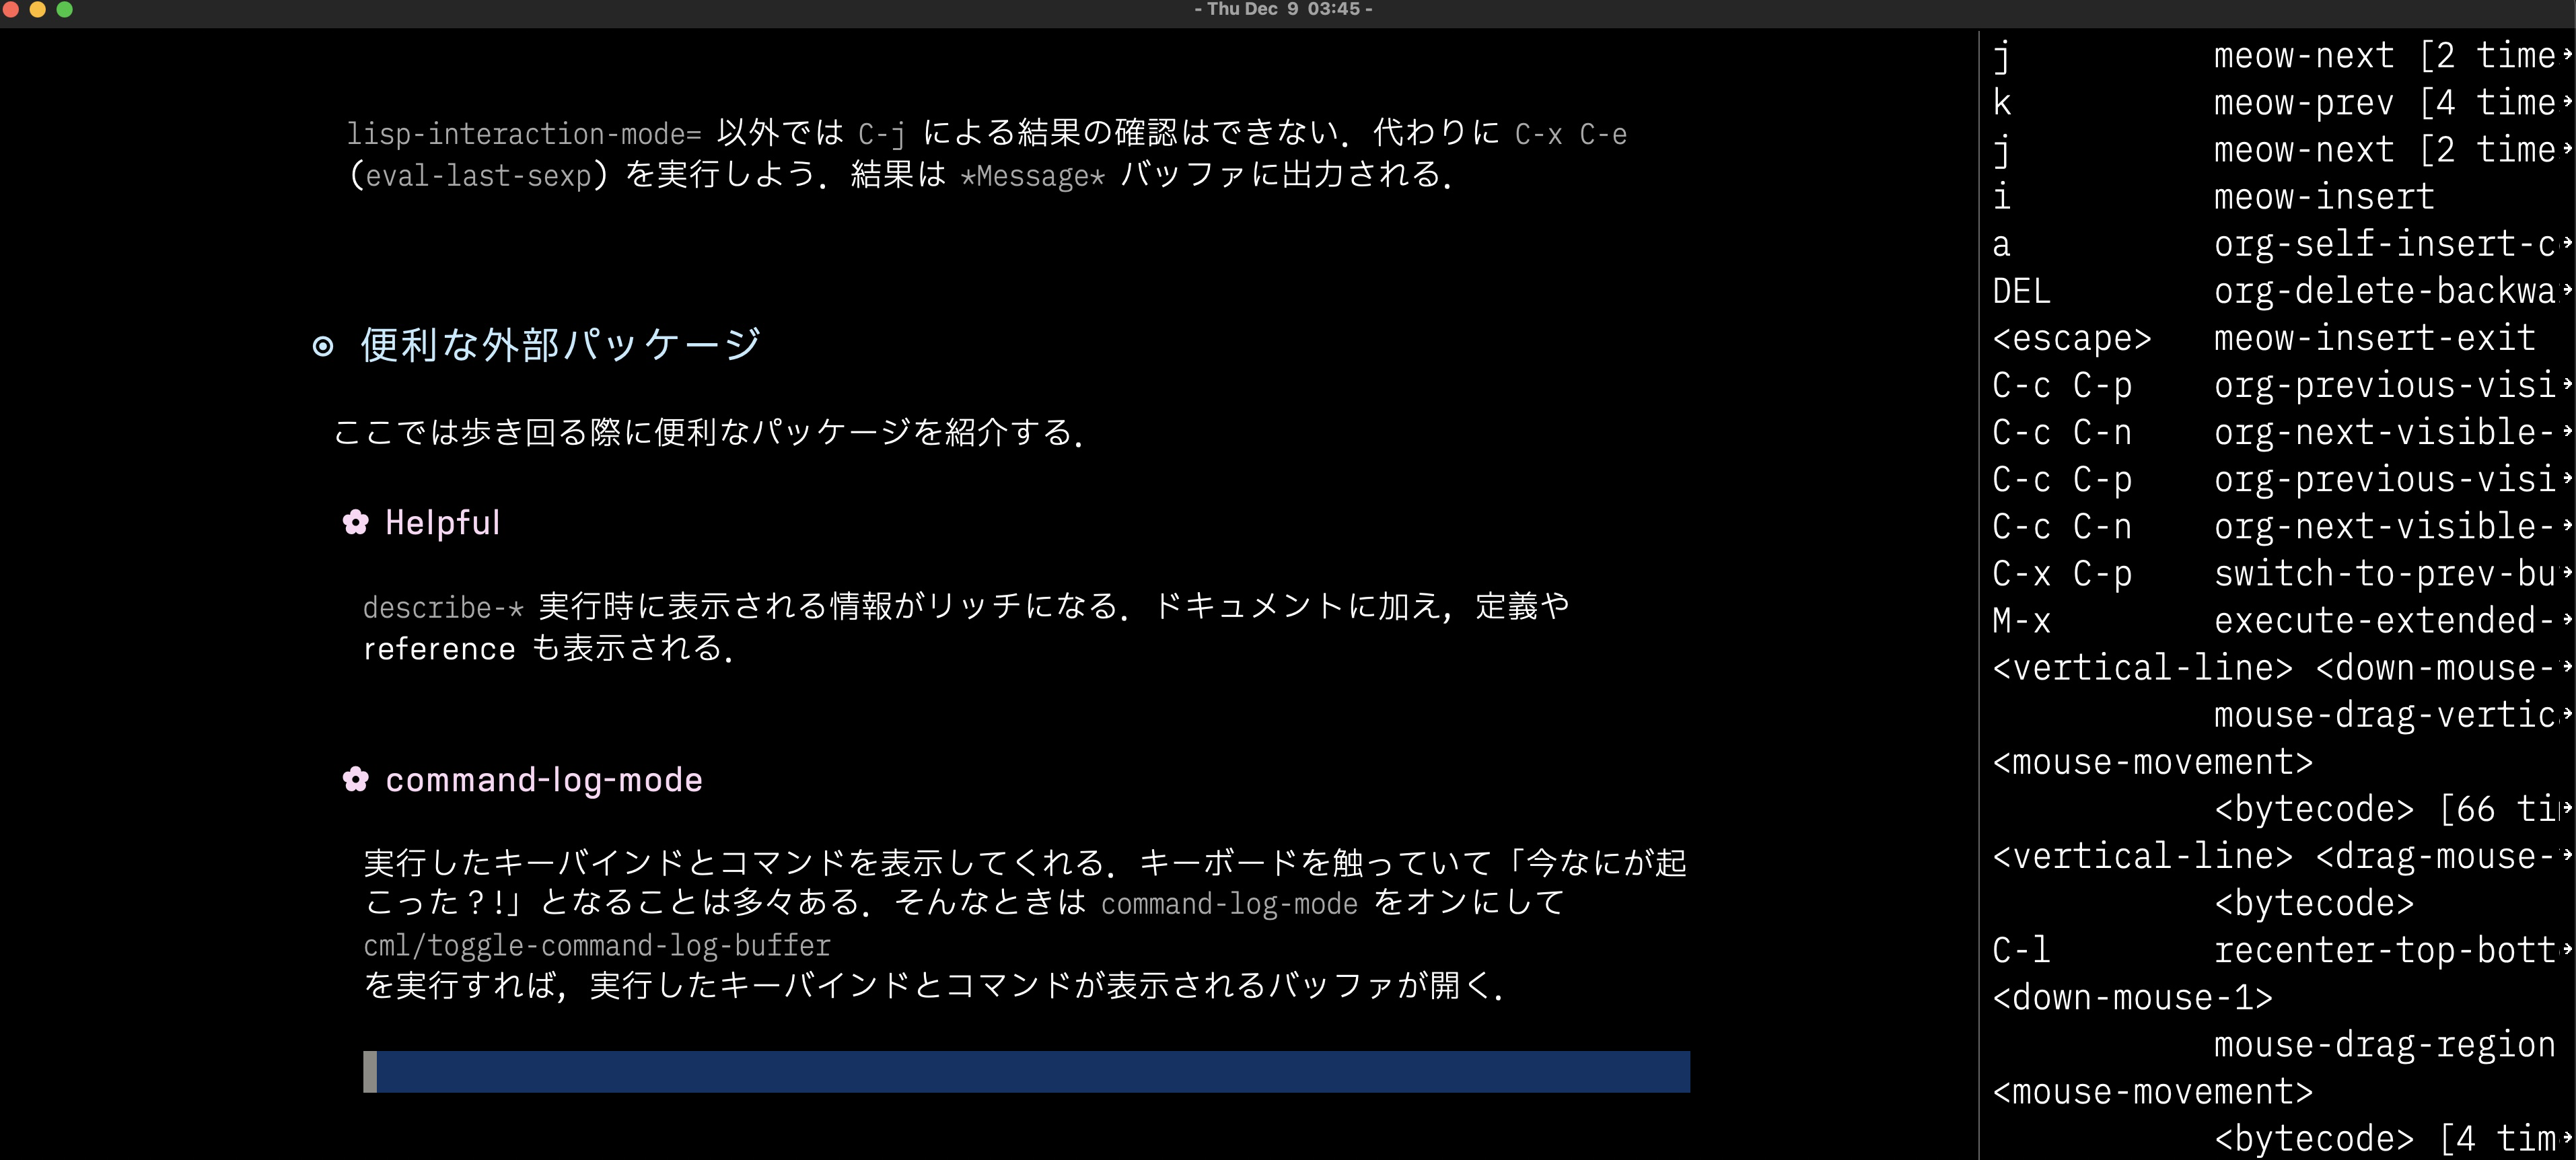 - Thu Dec 9 03:45 -
lisp-interaction-mode= 以外では C-j による結果の確認はできない．代わりに C-x C-e
(eval-last-sexp) を実行しよう．結果は *Message* バッファに出力される．
便利な外部パッケージ
ここでは歩き回る際に便利なパッケージを紹介する．
Helpful
describe-* 実行時に表示される情報がリッチになる．ドキュメントに加え，定義や
reference も表示される．
command-log-mode
実行したキーバインドとコマンドを表示してくれる．キーボードを触っていて「今なにが起
こった？!」となることは多々ある．そんなときは command-log-mode をオンにして
cml/toggle-command-log-buffer
を実行すれば，実行したキーバインドとコマンドが表示されるバッファが開く．
j meow-next [2 time
k meow-prev [4 time
j meow-next [2 time
i meow-insert
a org-self-insert-c
DEL org-delete-backwa
<escape> meow-insert-exit
C-c C-p org-previous-visi
C-c C-n org-next-visible-
C-c C-p org-previous-visi
C-c C-n org-next-visible-
C-x C-p switch-to-prev-bu
M-x execute-extended-
<vertical-line> <down-mouse-
mouse-drag-vertic
<mouse-movement>
<bytecode> [66 ti
<vertical-line> <drag-mouse-
<bytecode>
C-l recenter-top-bott
<down-mouse-1>
mouse-drag-region
<mouse-movement>
<bytecode> [4 tim